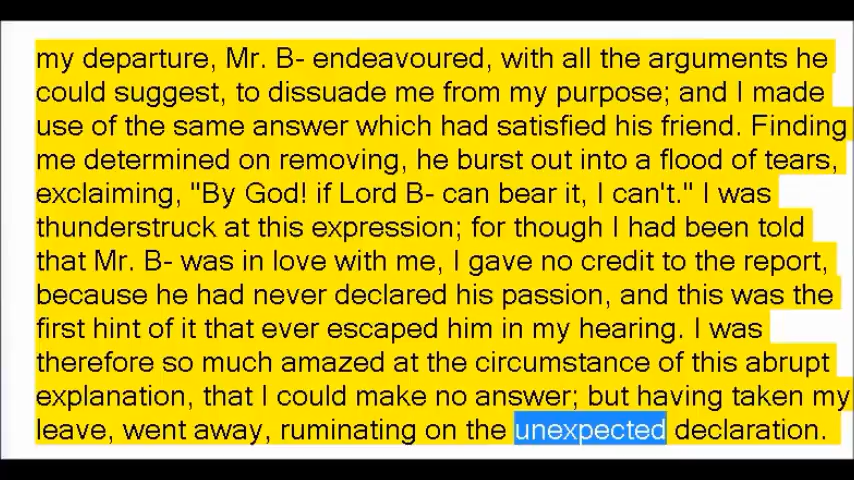 my departure, Mr. B- endeavoured, with all the arguments he
could suggest, to dissuade me from my purpose; and I made
use of the same answer which had satisfied his friend. Finding
me determined on removing, he burst out into a flood of tears,
exclaiming, "By God! if Lord B- can bear it, I can't." I was
thunderstruck at this expression; for though I had been told
that Mr. B- was in love with me, I gave no credit to the report,
because he had never declared his passion, and this was the
first hint of it that ever escaped him in my hearing. I was
therefore so much amazed at the circumstance of this abrupt
explanation, that I could make no answer; but having taken my
leave, went away, ruminating on the unexpected declaration.